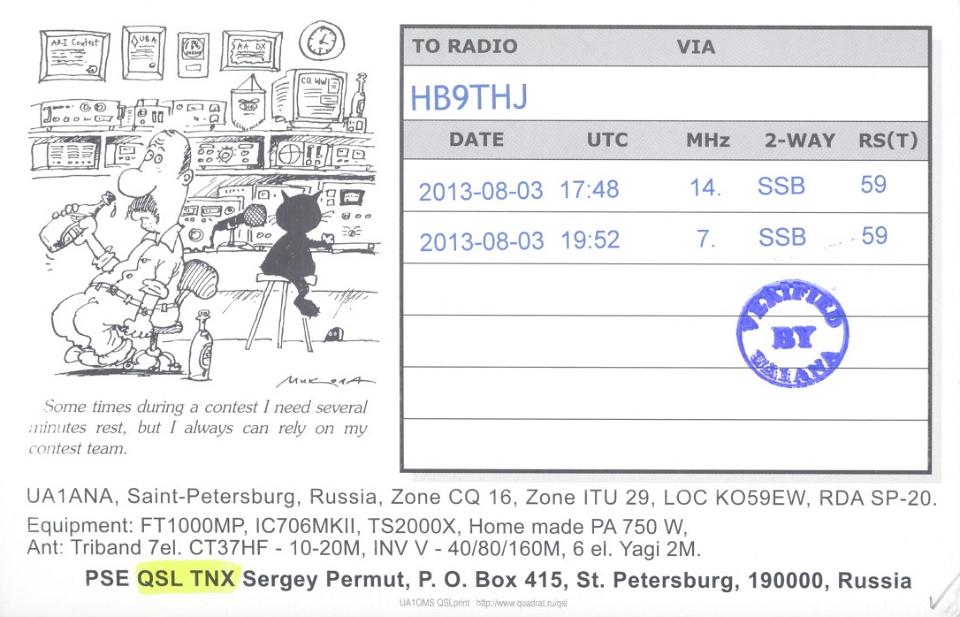 ARI Contest
UBA
AA DX
CQ WW
TO RADIO VIA
HB9THJ
DATE UTC MHz 2-WAY RS(T)
2013-08-03 17:48 14. SSB 59
2013-08-03 19:52 7. SSB 59
VERIFIED
BY
UA1ANA
Some times during a contest I need several
minutes rest, but I always can rely on my
contest team.
UA1ANA, Saint-Petersburg, Russia, Zone CQ 16, Zone ITU 29, LOC KO59EW, RDA SP-20.
Equipment: FT1000MP, IC706MKII, TS2000X, Home made PA 750 W,
Ant: Triband 7el. CT37HF - 10-20M, INV V - 40/80/160M, 6 el. Yagi 2M.
PSE QSL TNX Sergey Permut, P. O. Box 415, St. Petersburg, 190000, Russia
UA1OMS QSLprint http://www.quadrat.ru/qsl